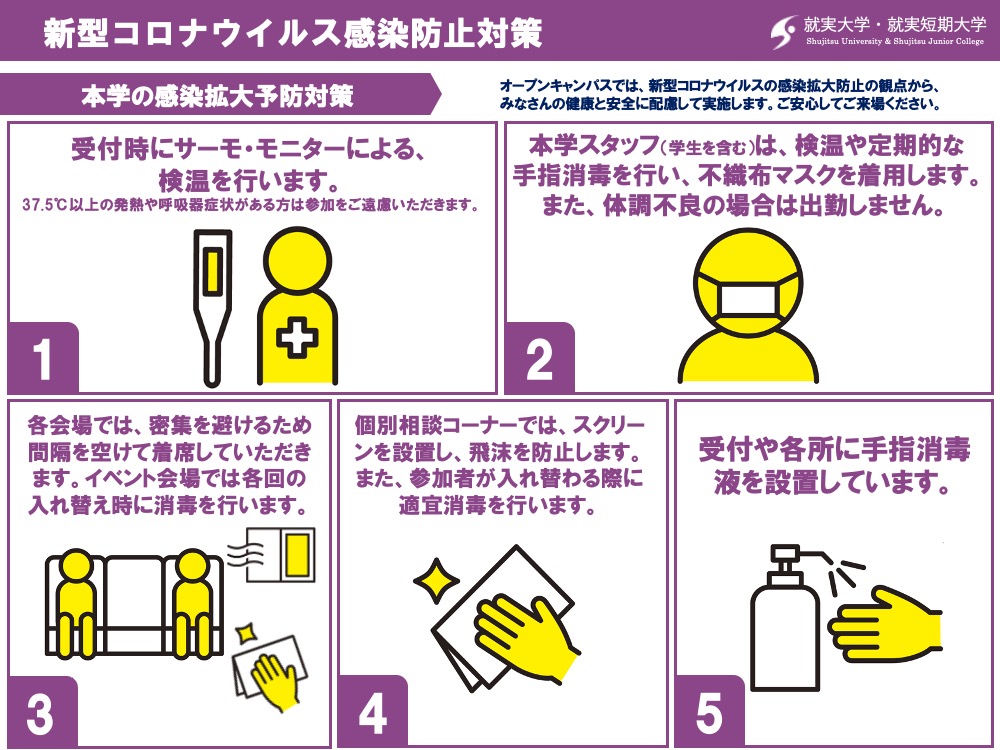 新型コロナウイルス感染防止対策
就実大学・就実短期大学
Shujitsu University & Shujitsu Junior College
本学の感染拡大予防対策
オープンキャンパスでは、新型コロナウイルスの感染拡大防止の観点から、
みなさんの健康と安全に配慮して実施します。ご安心してご来場ください。
受付時にサーモ・モニターによる、
検温を行います。
37.5℃以上の発熱や呼吸器症状がある方は参加をご遠慮いただきます。
1
本学スタッフ(学生を含む)は、検温や定期的な
手指消毒を行い、不織布マスクを着用します。
また、体調不良の場合は出勤しません。
2
各会場では、密集を避けるため
間隔を空けて着席していただき
ます。イベント会場では各回の
入れ替え時に消毒を行います。
3
個別相談コーナーでは、スクリー
ンを設置し、飛沫を防止します。
また、参加者が入れ替わる際に
適宜消毒を行います。
4
受付や各所に手指消毒
液を設置しています。
5